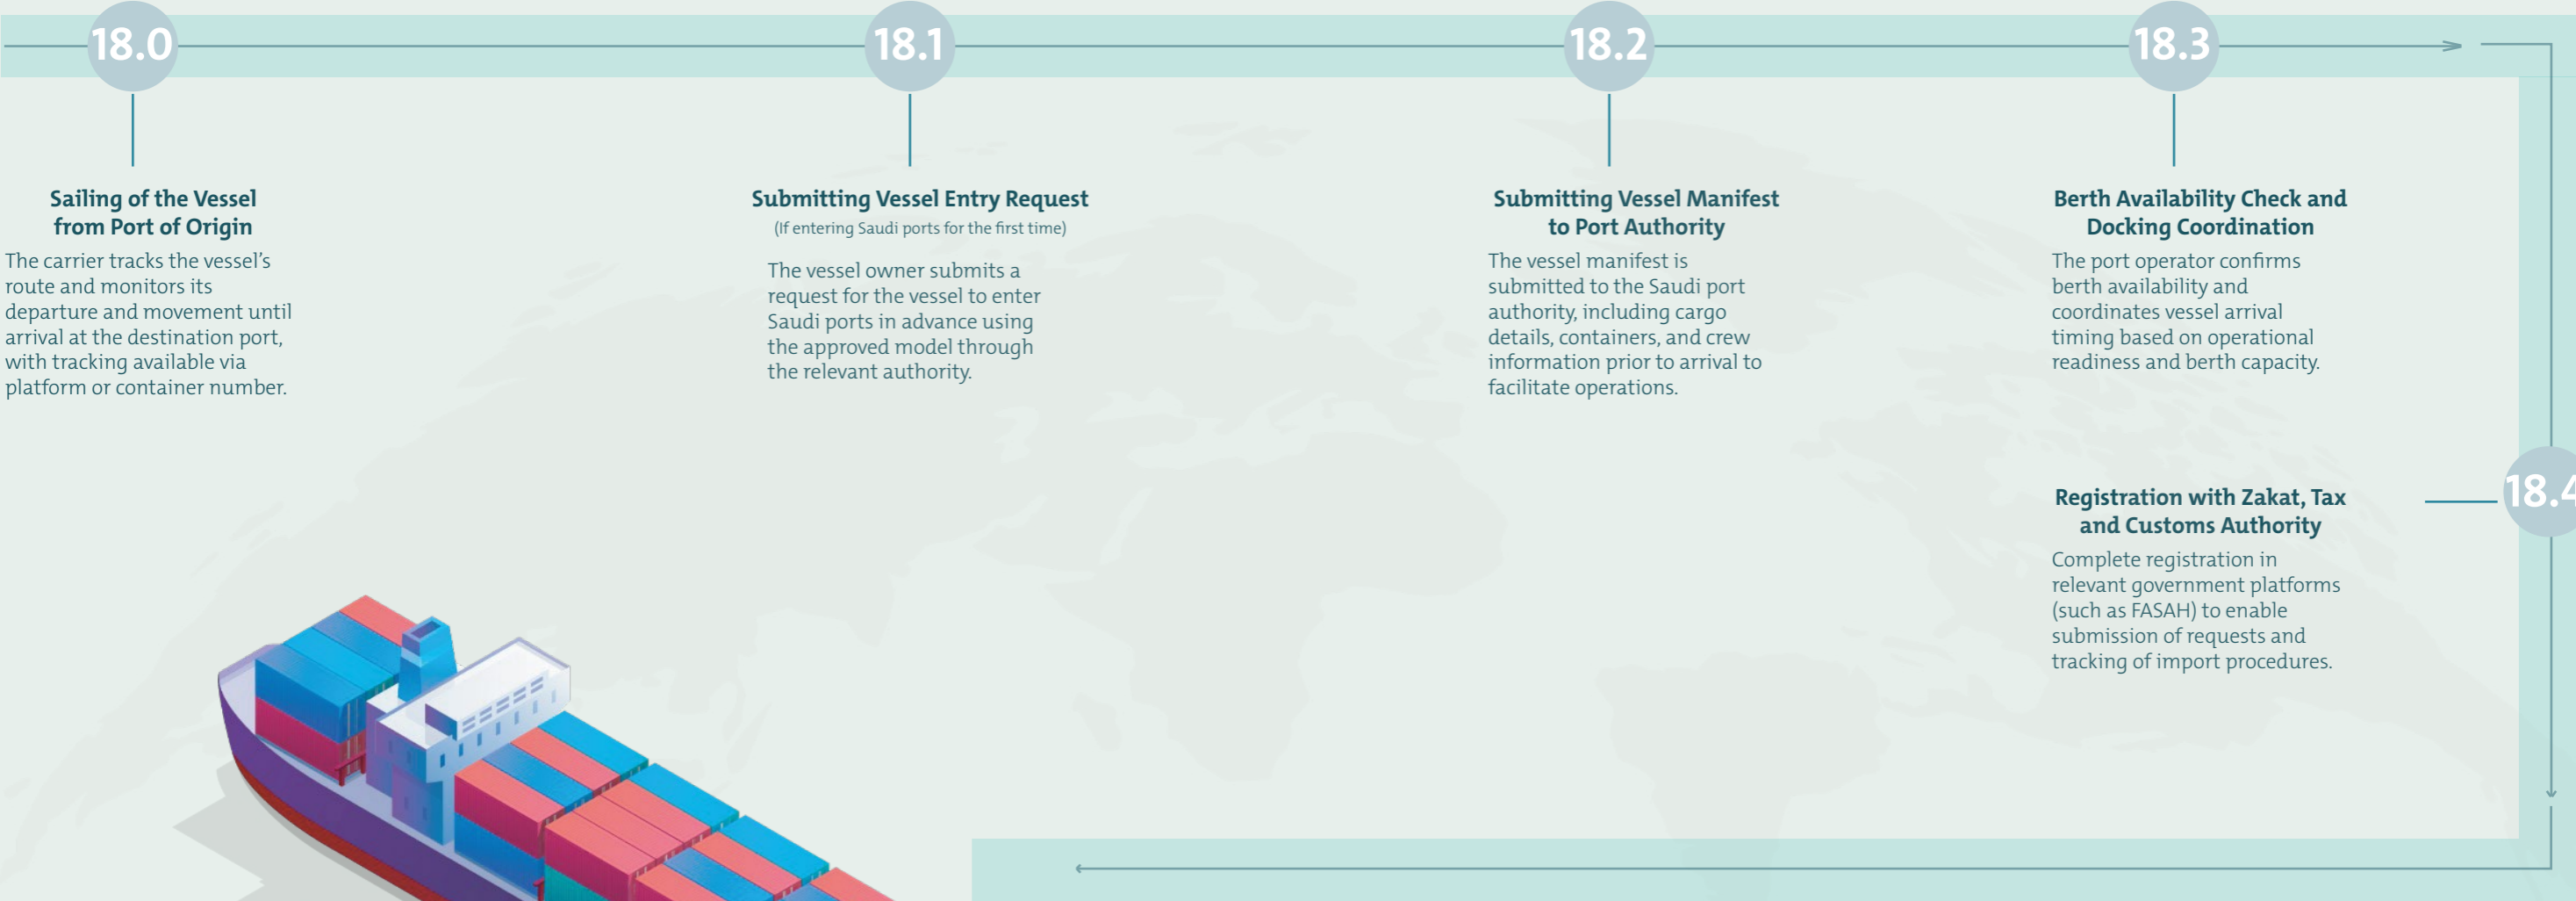 18.0
18.1
18.2
18.3
Sailing of the Vessel
from Port of Origin
The carrier tracks the vessel's
route and monitors its
departure and movement until
arrival at the destination port,
with tracking available via
platform or container number.
Submitting Vessel Entry Request
(If entering Saudi ports for the first time)
The vessel owner submits a
request for the vessel to enter
Saudi ports in advance using
the approved model through
the relevant authority.
Submitting Vessel Manifest
to Port Authority
The vessel manifest is
submitted to the Saudi port
authority, including cargo
details, containers, and crew
information prior to arrival to
facilitate operations.
Berth Availability Check and
Docking Coordination
The port operator confirms
berth availability and
coordinates vessel arrival
timing based on operational
readiness and berth capacity.
18.4
Registration with Zakat, Tax
and Customs Authority
Complete registration in
relevant government platforms
(such as FASAH) to enable
submission of requests and
tracking of import procedures.